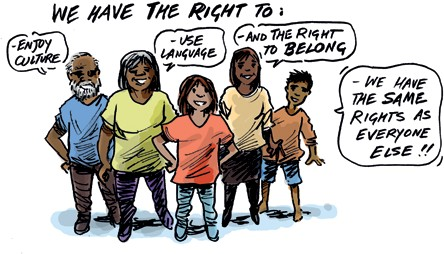 WE HAVE THE RIGHT TO:
-ENJOY
CULTURE
- USE
LANGUAGE
-AND THE RIGHT
TO BELONG
- WE HAVE
THE SAME
RIGHTS AS
EVERYONE
ELSE!!